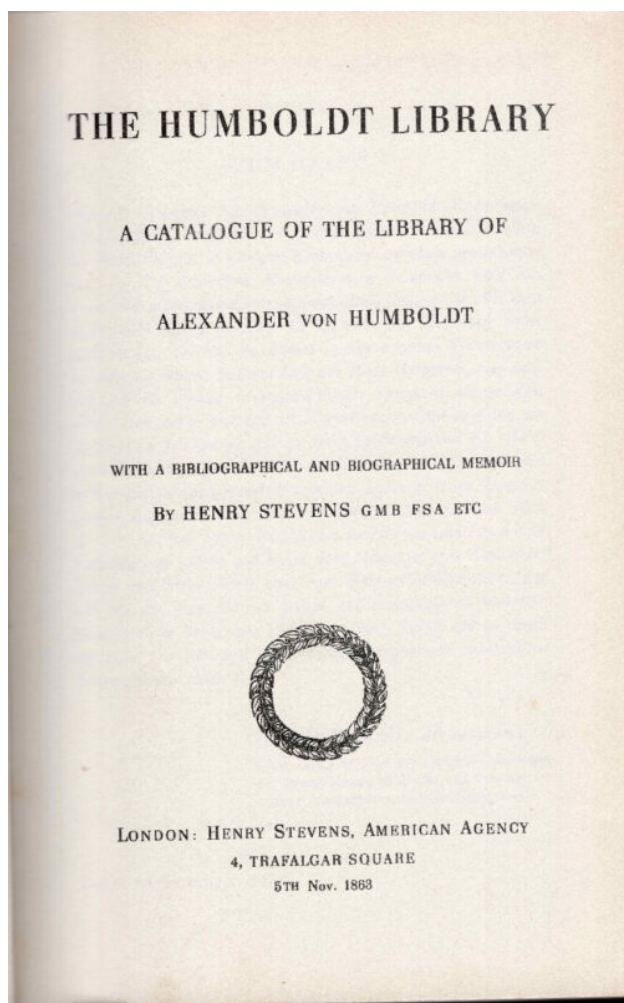 THE HUMBOLDT LIBRARY
A CATALOGUE OF THE LIBRARY OF
ALEXANDER VON HUMBOLDT
WITH A BIBLIOGRAPHICAL AND BIOGRAPHICAL MEMOIR
BY HENRY STEVENS GMB FSA ETC
LONDON: HENRY STEVENS, AMERICAN AGENCY
4, TRAFALGAR SQUARE
5TH Nov. 1863